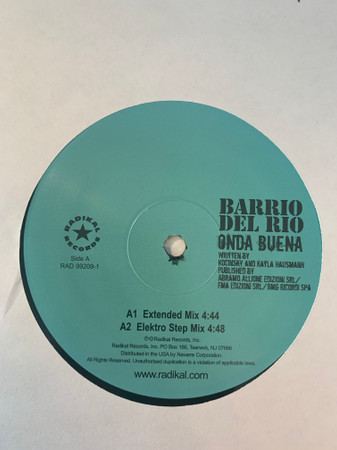 RADIKAL
RECORDS
Side A
RAD 99209-1
BARRIO
DEL RIO
ONDA BUENA
WRITTEN BY
KOCINSKY AND KAYLA HAUSMANN
PUBLISHED BY
ABRAMO ALLIONE EDIZIONI SRL/
FMA EDIZIONI SRL/BMG RICORDI SPA
A1 Extended Mix 4:44
A2 Elektro Step Mix 4:48
Radikal Records, Inc.
Radikal Records, Inc. PO Box 186, Teaneck, NJ 07666
Distributed in the USA by Navarre Corporation
All Rights Reserved. Unauthorized duplication is a violation of applicable laws.
www.radikal.com